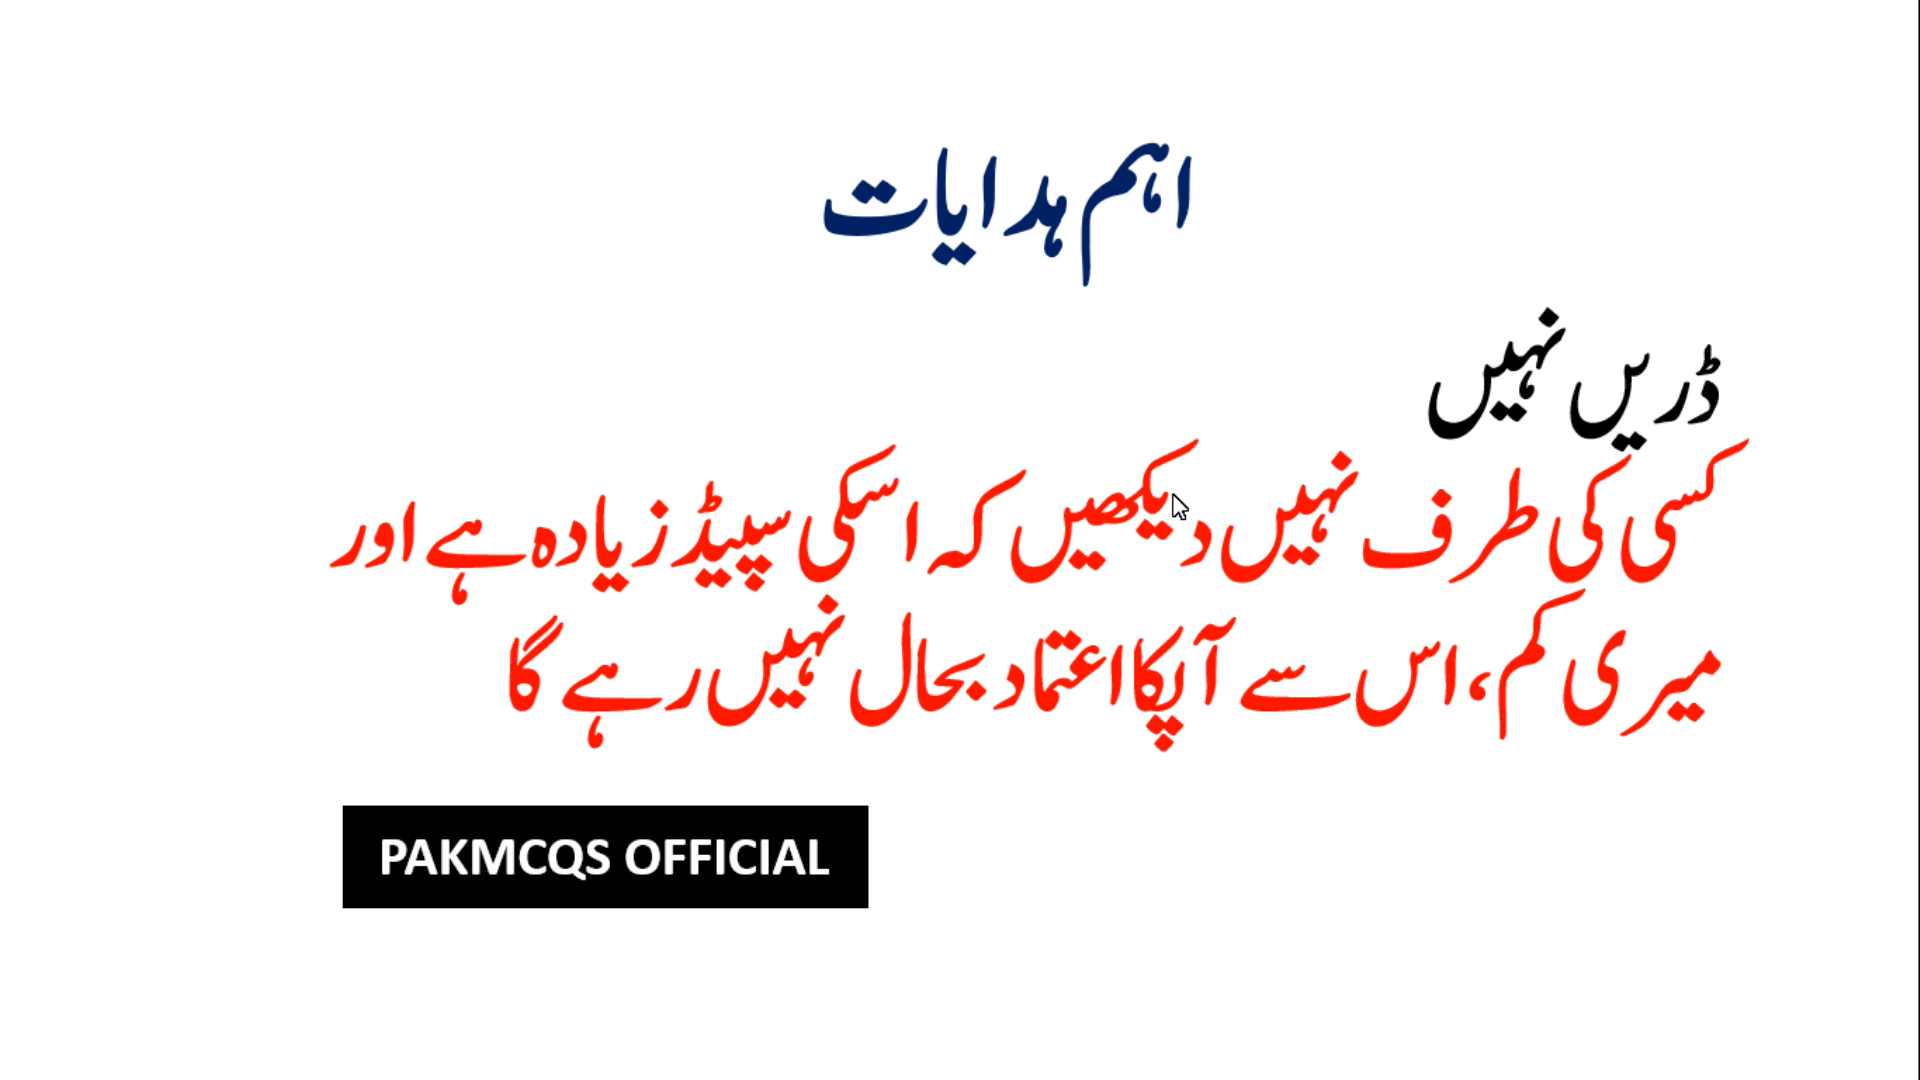 اہم ہدایات
ڈریں نہیں
کسی کی طرف نہیں دیکھیں کہ اسکی سپیڈ زیادہ ہے اور
میری کم، اس سے آپکا اعتماد بحال نہیں رہے گا
PAKMCQS OFFICIAL